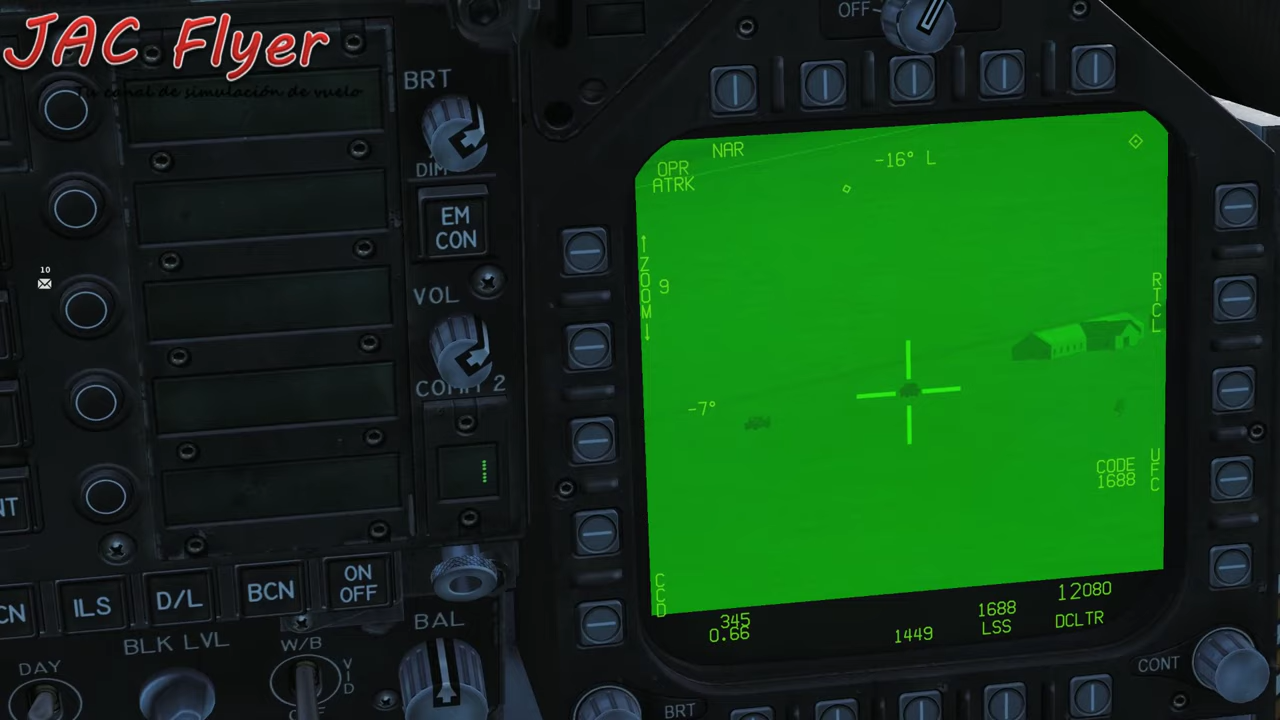 JAC Flyer
Tu canal de simulación de vuelo
OFF
BRT
DIM
EM
CON
VOL
COMM 2
10
ILS
D/L
BCN
ON
OFF
BLK LVL
W/B
VID
DAY
BAL
NAR
OPR
ATRK
-16° L
ZOOM
9
RTCL
-7°
CODE
1688
UFC
CCD
345
0.66
1449
1688
LSS
12080
DCLTR
CONT
BRT